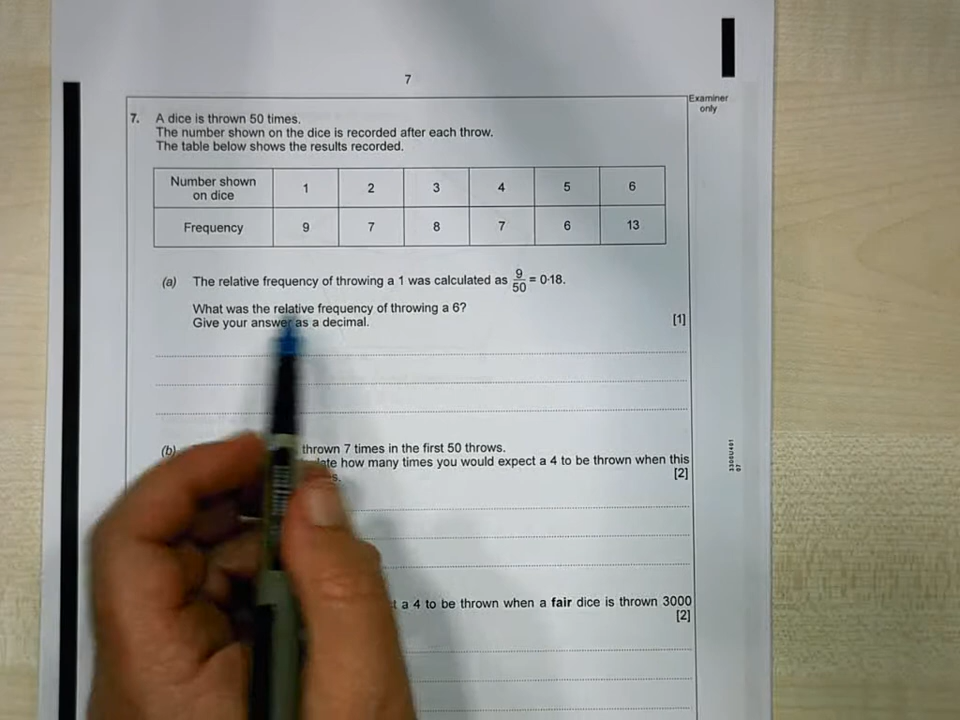 7
Examiner
only
7. A dice is thrown 50 times.
The number shown on the dice is recorded after each throw.
The table below shows the results recorded.
Number shown on dice 1 2 3 4 5 6
Frequency 9 7 8 7 6 13
(a) The relative frequency of throwing a 1 was calculated as 9/50 = 0·18.
What was the relative frequency of throwing a 6?
Give your answer as a decimal. [1]
(b) thrown 7 times in the first 50 throws.
how many times you would expect a 4 to be thrown when this
[2]
a 4 to be thrown when a fair dice is thrown 3000
[2]
3300U401
07